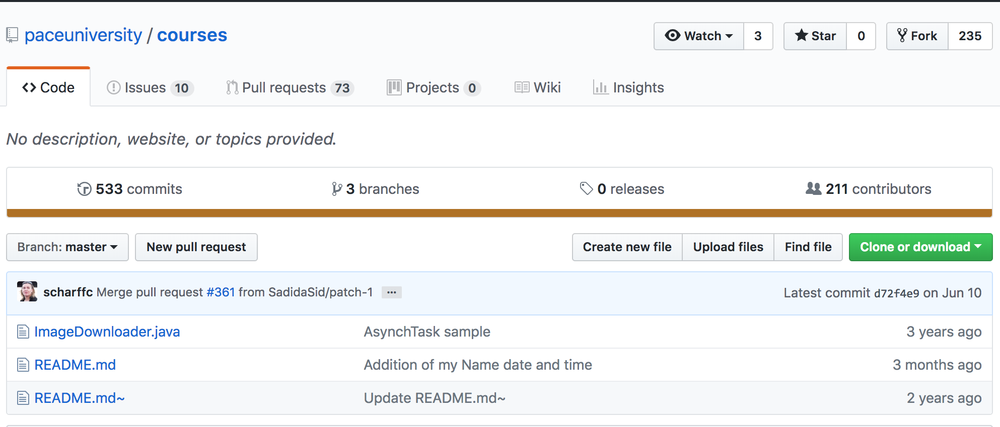 paceuniversity / courses
Watch 3 Star 0 Fork 235
Code Issues 10 Pull requests 73 Projects 0 Wiki Insights
No description, website, or topics provided.
533 commits 3 branches 0 releases 211 contributors
Branch: master New pull request Create new file Upload files Find file Clone or download
scharffc Merge pull request #361 from SadidaSid/patch-1 ... Latest commit d72f4e9 on Jun 10
ImageDownloader.java AsynchTask sample 3 years ago
README.md Addition of my Name date and time 3 months ago
README.md~ Update README.md~ 2 years ago